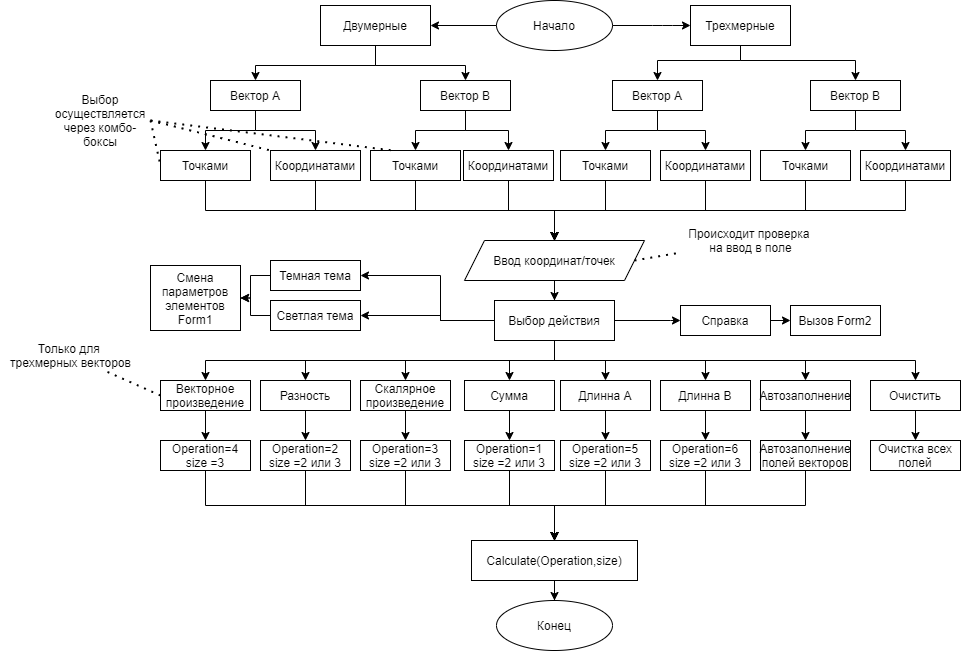 Двумерные
Начало
Трехмерные
Вектор А
Вектор В
Вектор А
Вектор В
Выбор
осуществляется
через комбо-
боксы
Точками
Координатами
Точками
Координатами
Точками
Координатами
Точками
Координатами
Происходит проверка
на ввод в поле
Ввод координат/точек
Смена
параметров
элементов
Form1
Темная тема
Светлая тема
Выбор действия
Справка
Вызов Form2
Только для
трехмерных векторов
Векторное
произведение
Разность
Скалярное
произведение
Сумма
Длинна А
Длинна В
Автозаполнение
Очистить
Operation=4
size =3
Operation=2
size =2 или 3
Operation=3
size =2 или 3
Operation=1
size =2 или 3
Operation=5
size =2 или 3
Operation=6
size =2 или 3
Автозаполнение
полей векторов
Очистка всех
полей
Calculate(Operation,size)
Конец